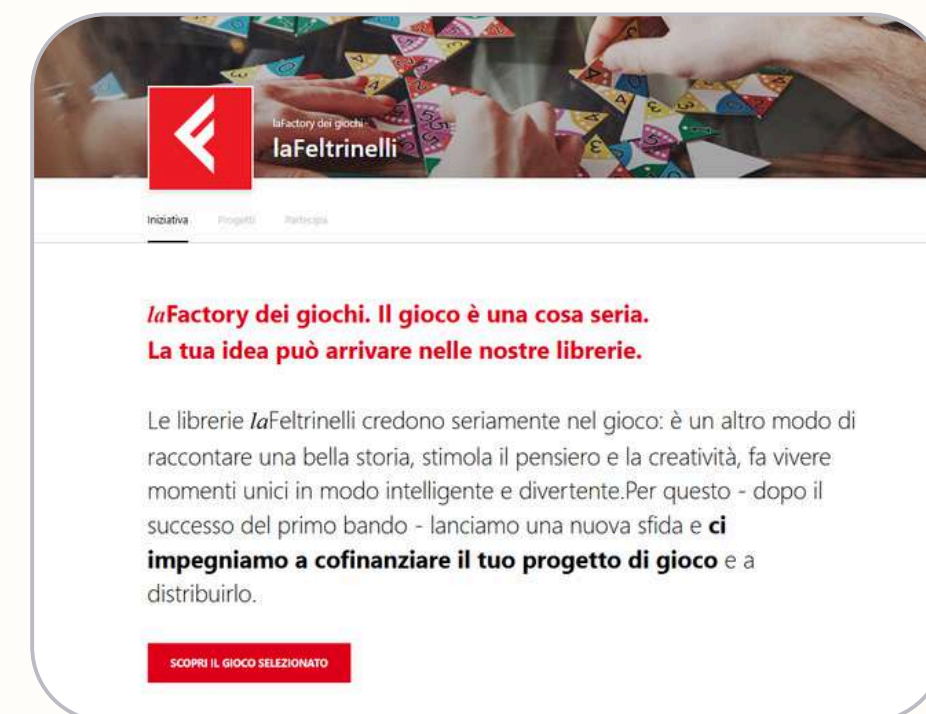 laFactory dei giochi
laFeltrinelli
Iniziativa Progetti Partecipa
laFactory dei giochi. Il gioco è una cosa seria.
La tua idea può arrivare nelle nostre librerie.
Le librerie laFeltrinelli credono seriamente nel gioco: è un altro modo di
raccontare una bella storia, stimola il pensiero e la creatività, fa vivere
momenti unici in modo intelligente e divertente.Per questo - dopo il
successo del primo bando - lanciamo una nuova sfida e ci
impegniamo a cofinanziare il tuo progetto di gioco e a
distribuirlo.
SCOPRI IL GIOCO SELEZIONATO